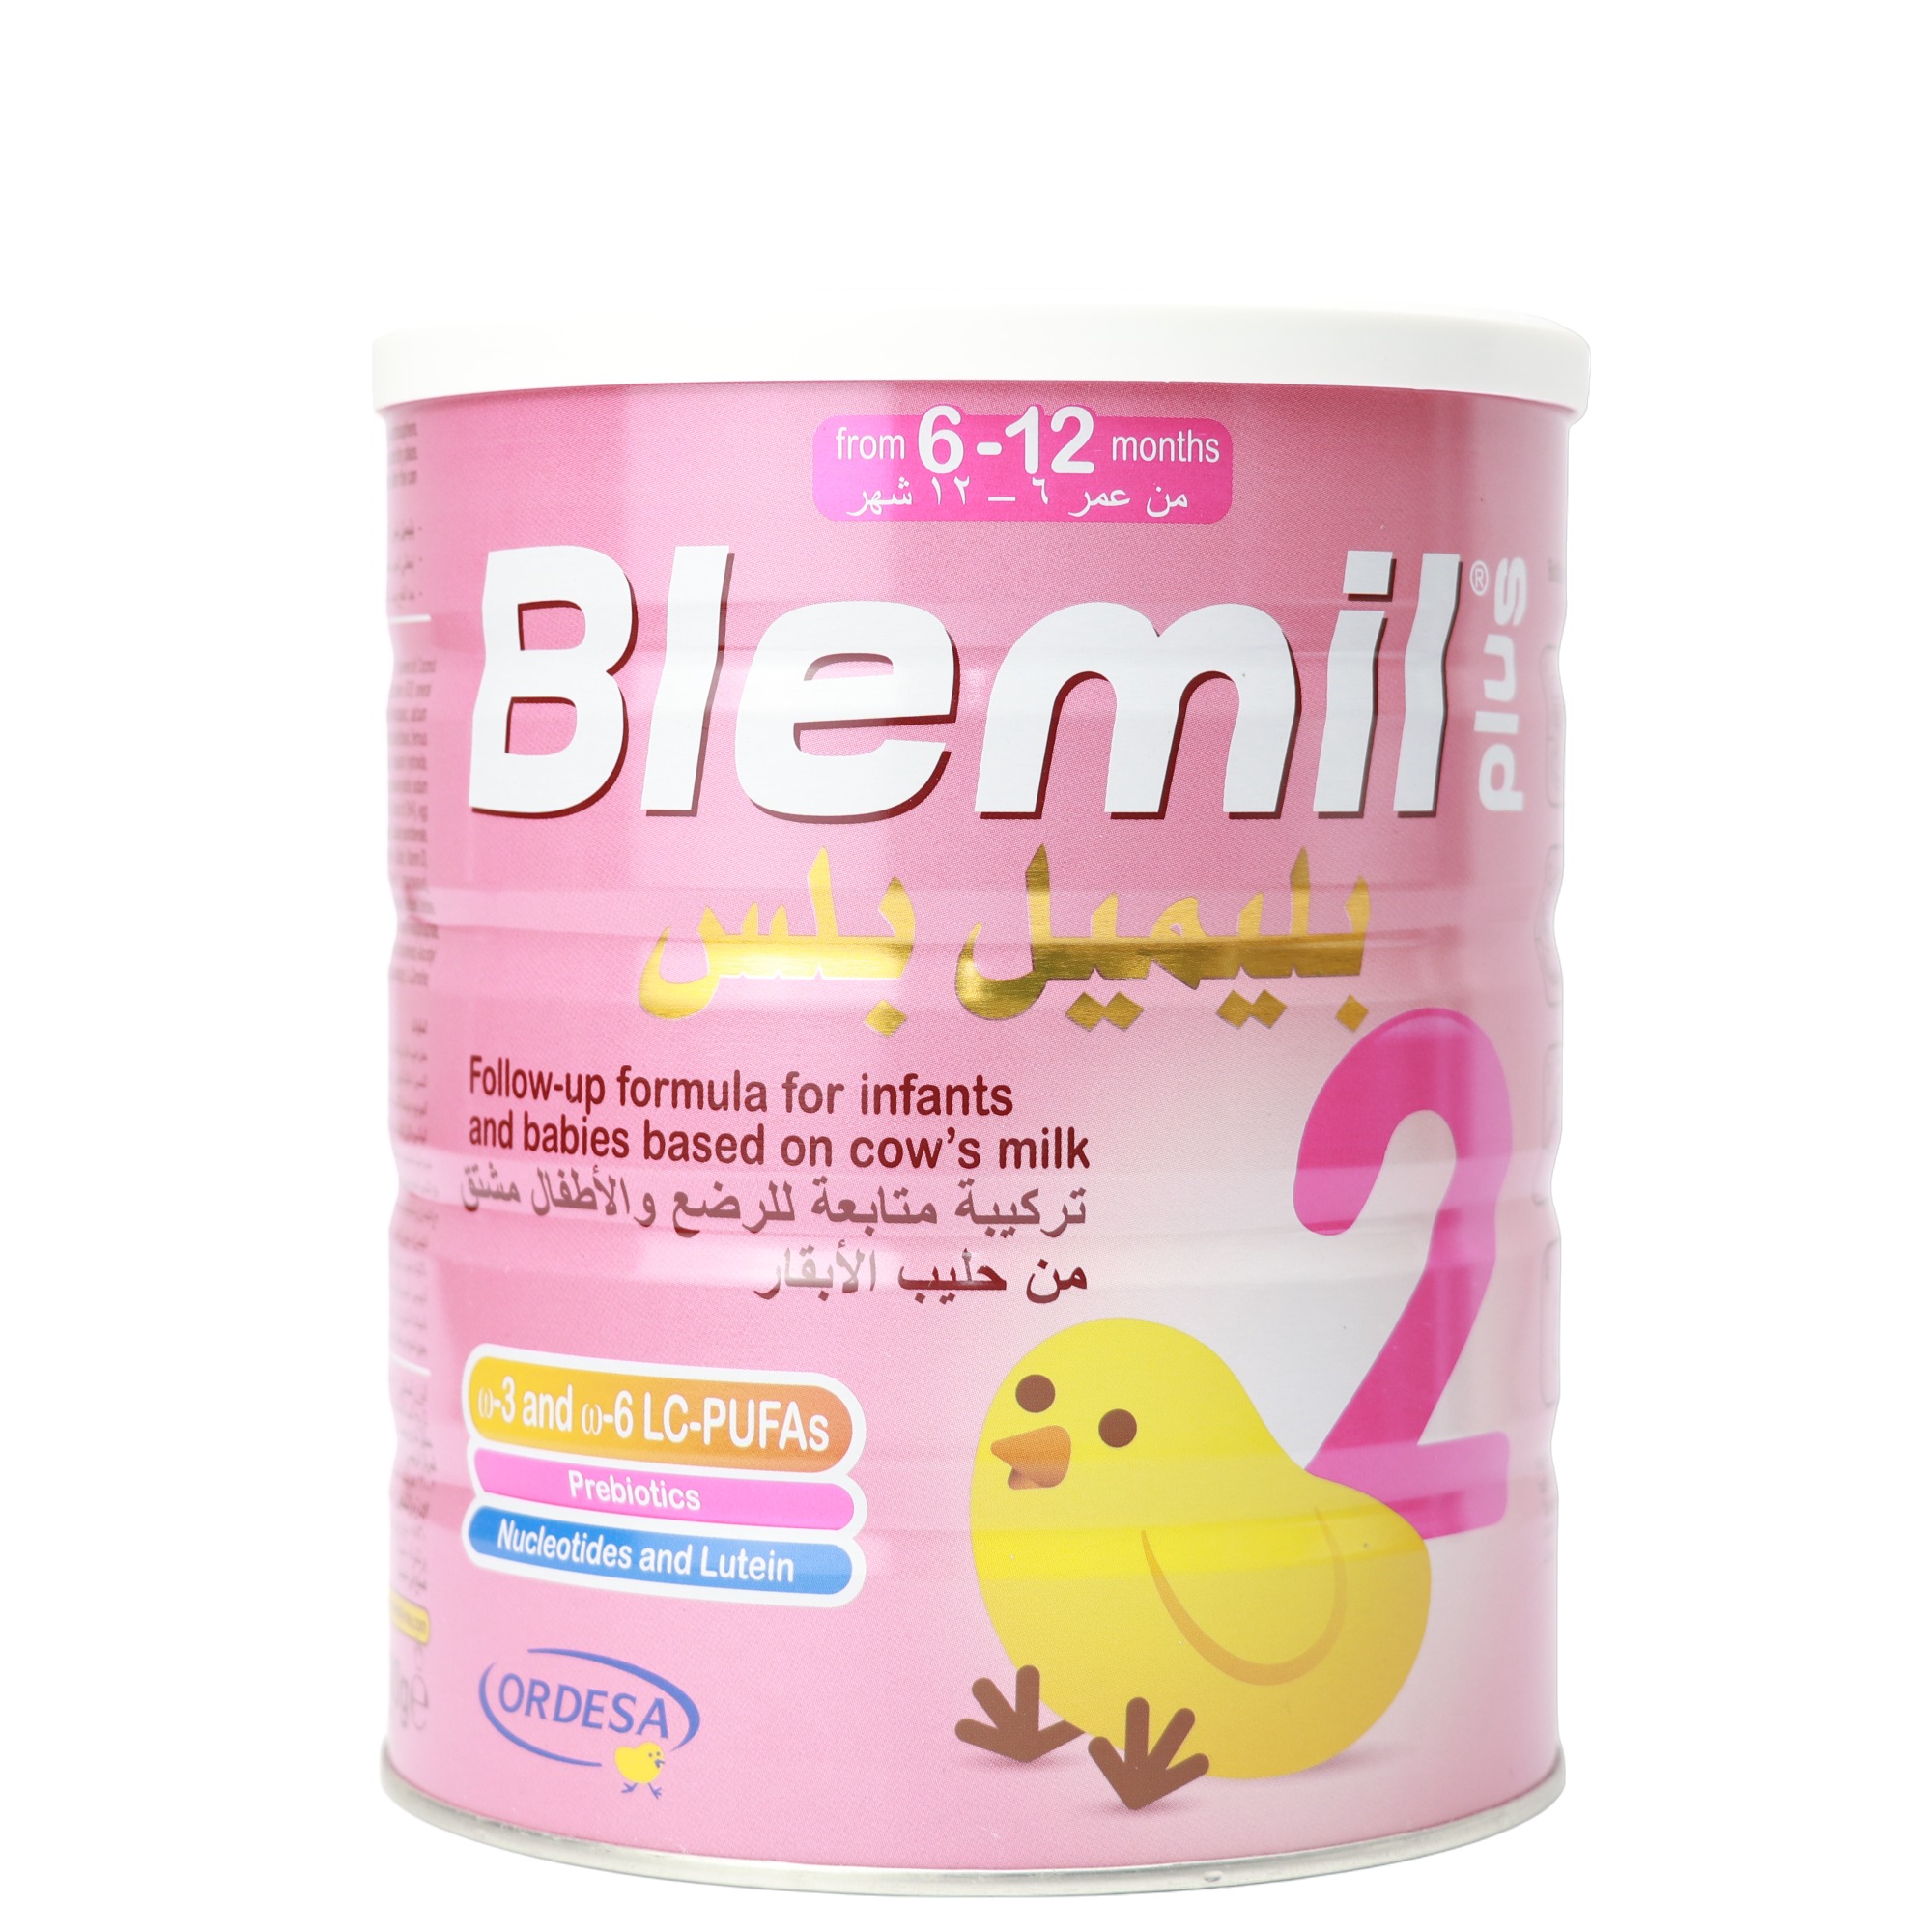 from 6-12 months
من عمر ٦ – ١٢ شهر
Blemil® plus
بليميل بلس
2
Follow-up formula for infants
and babies based on cow's milk
تركيبة متابعة للرضع والأطفال مشتق
من حليب الأبقار
ω-3 and ω-6 LC-PUFAs
Prebiotics
Nucleotides and Lutein
ORDESA